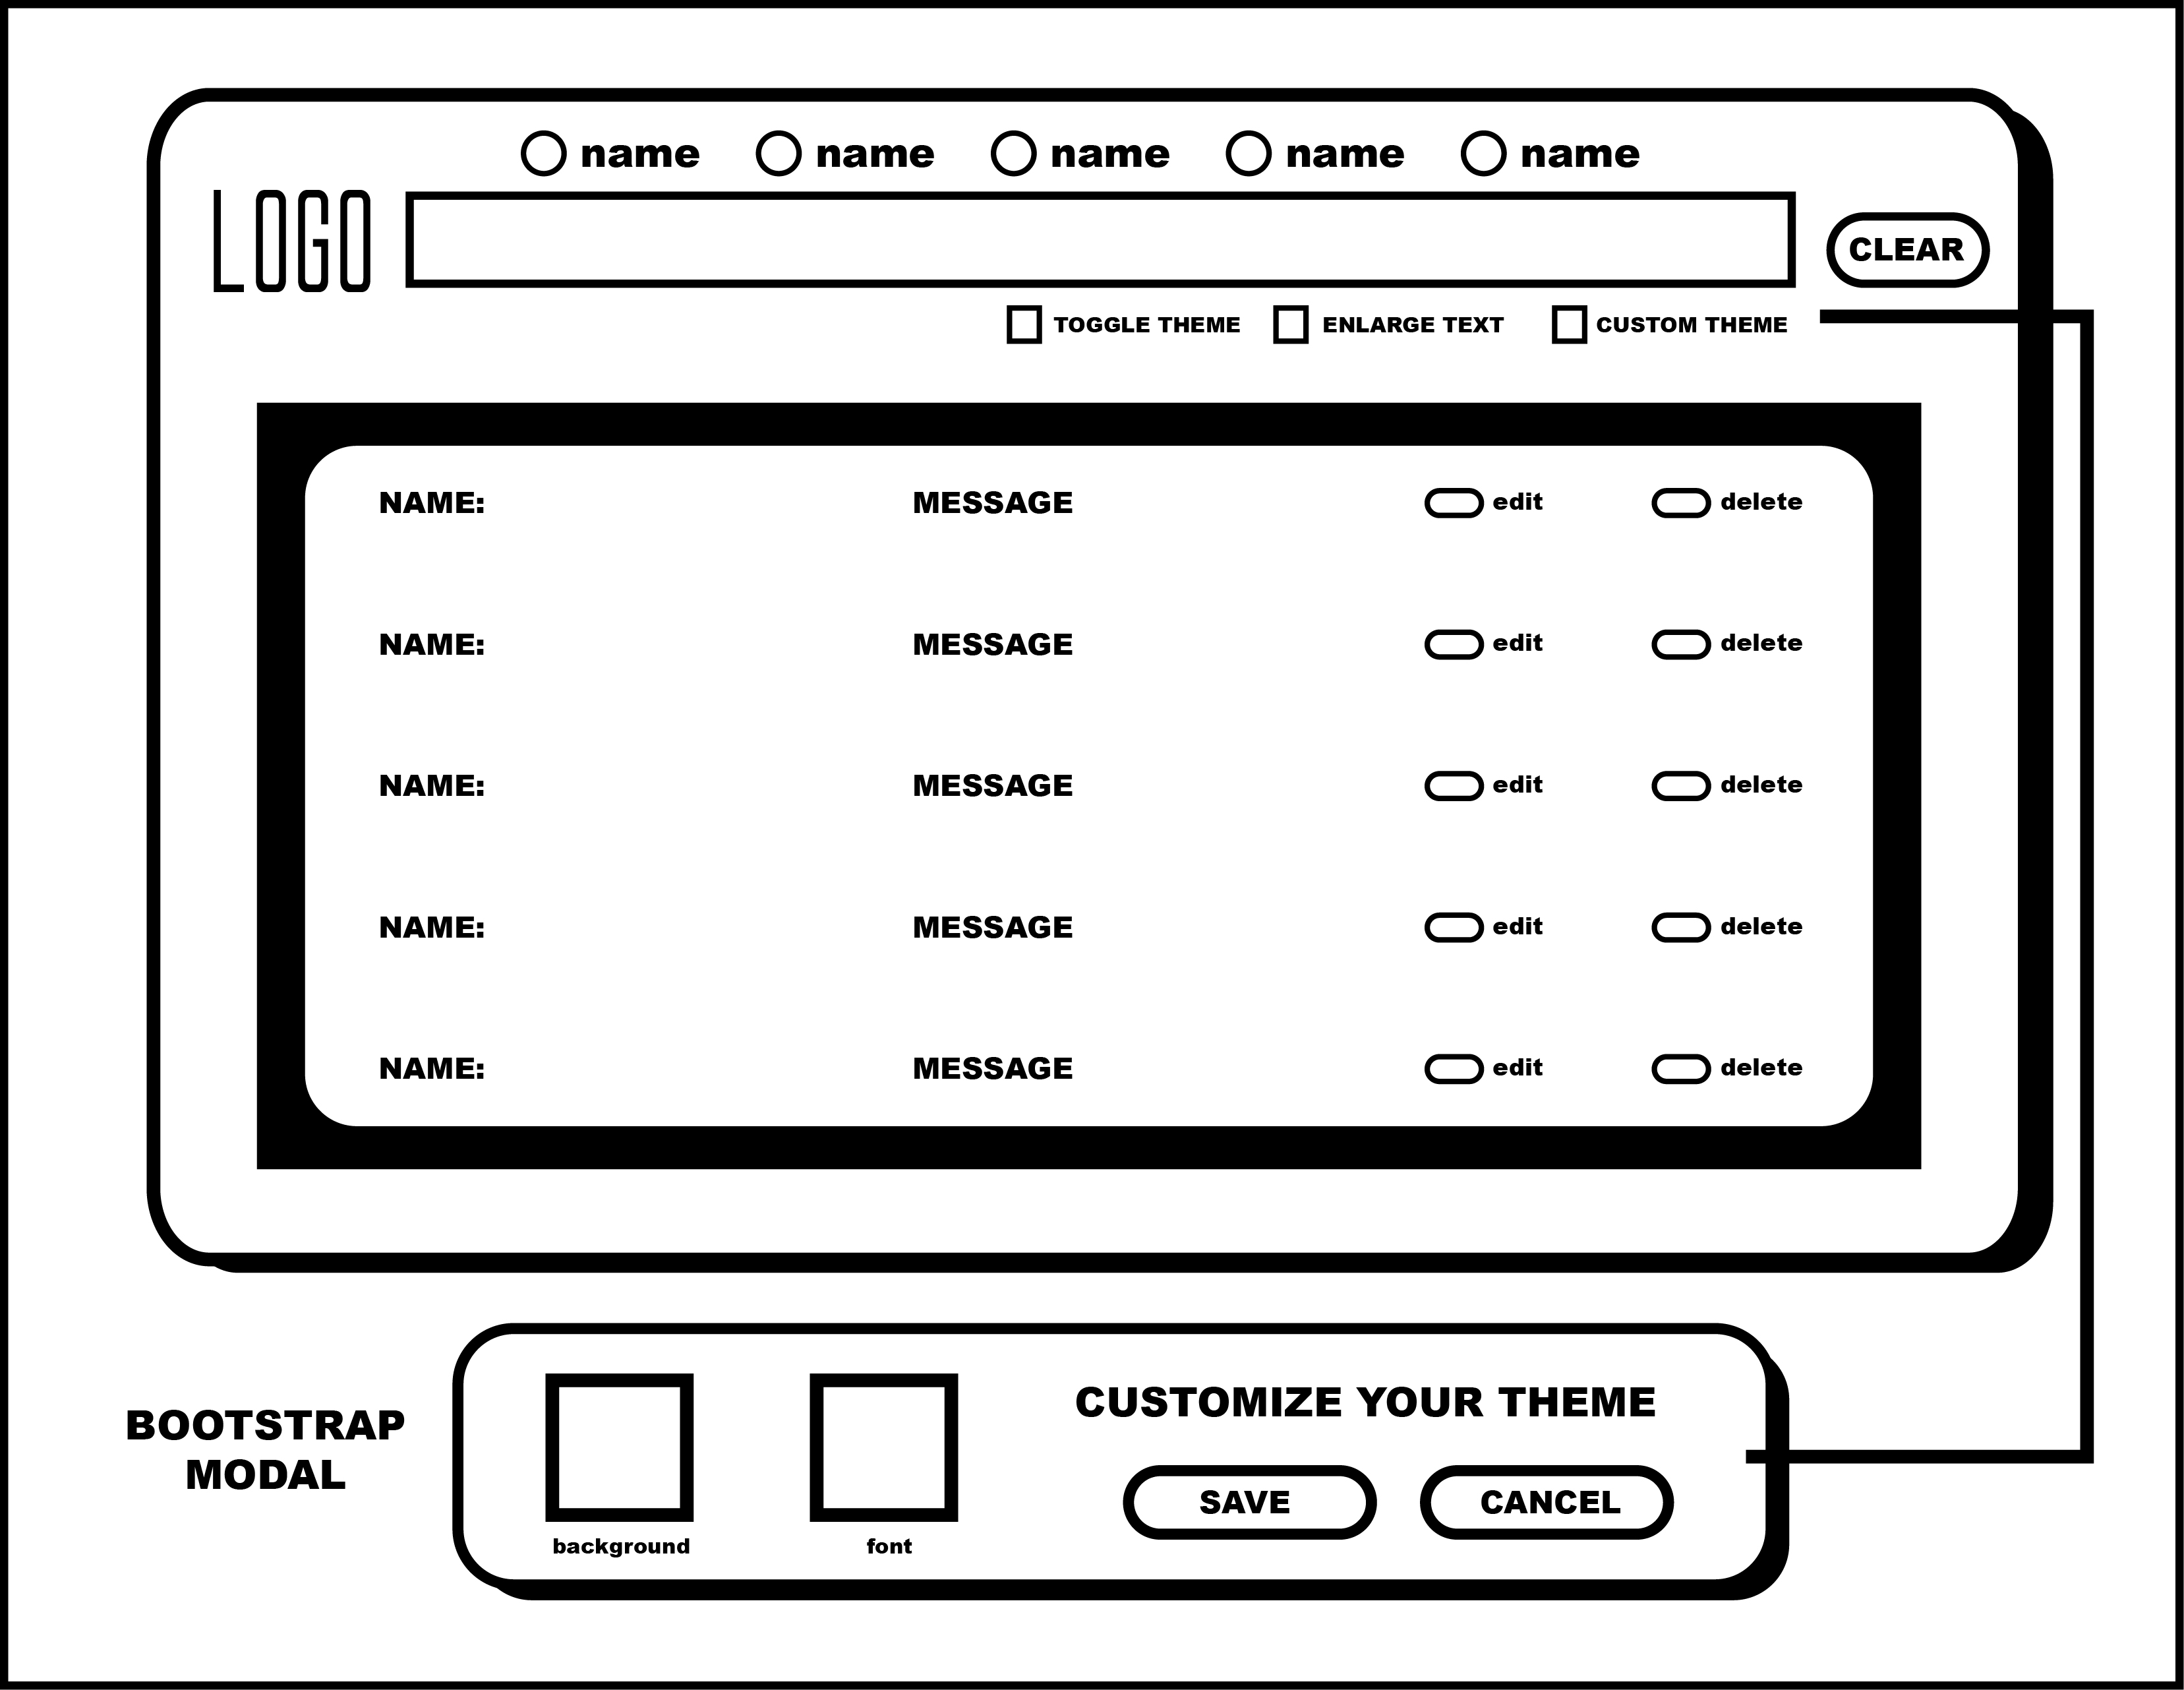 name name name name name
LOGO
CLEAR
TOGGLE THEME ENLARGE TEXT CUSTOM THEME
NAME: MESSAGE edit delete
NAME: MESSAGE edit delete
NAME: MESSAGE edit delete
NAME: MESSAGE edit delete
NAME: MESSAGE edit delete
BOOTSTRAP
MODAL
CUSTOMIZE YOUR THEME
SAVE CANCEL
background font